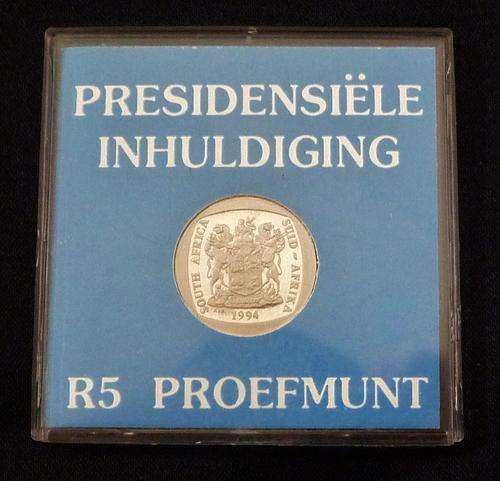 PRESIDENSIËLE
INHULDIGING
SOUTH AFRICA
SUID-AFRIKA
1994
R5 PROEFMUNT